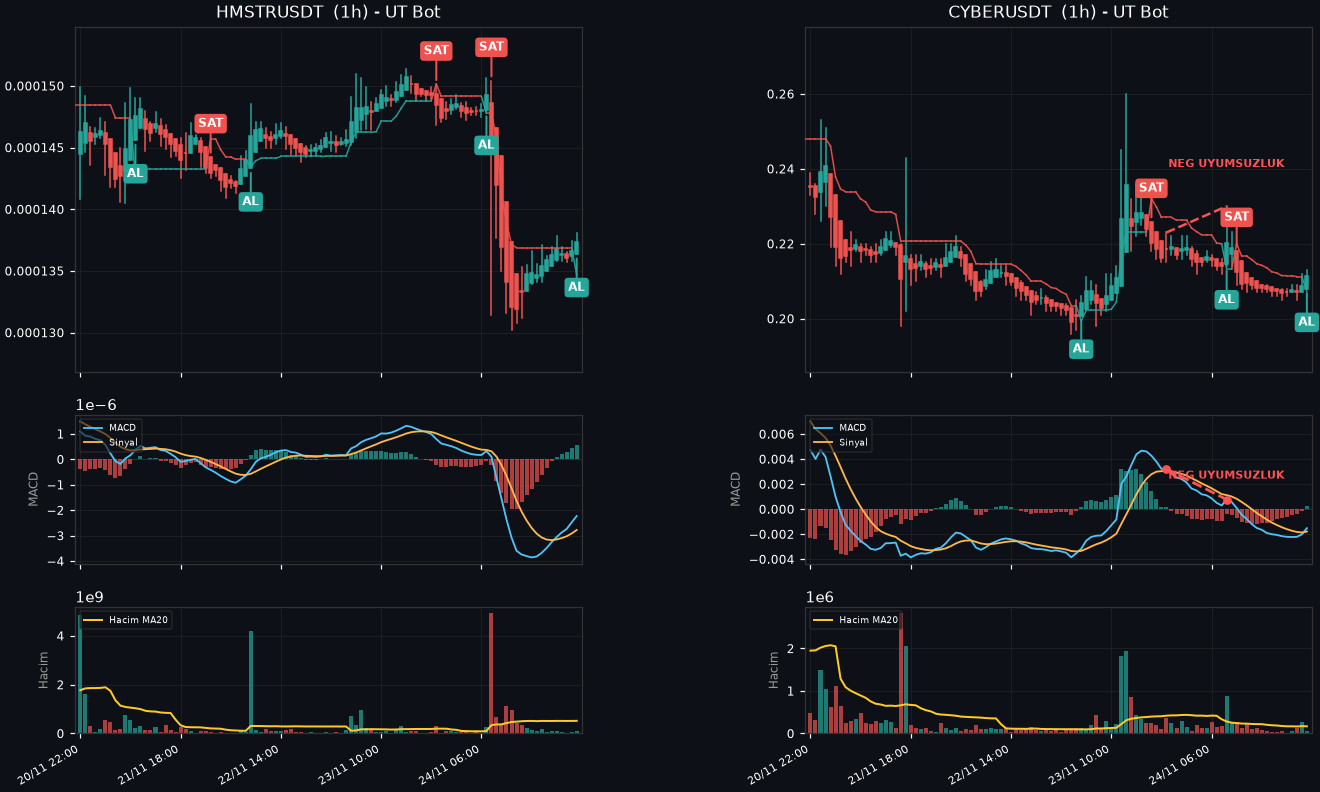 HMSTRUSDT (1h) - UT Bot
0.000150
0.000145
0.000140
0.000135
0.000130
SAT
SAT
SAT
AL
AL
AL
AL
1e−6
MACD
1
0
−1
−2
−3
−4
MACD
Sinyal
1e9
Hacim
4
2
0
Hacim MA20
20/11 22:00
21/11 18:00
22/11 14:00
23/11 10:00
24/11 06:00
CYBERUSDT (1h) - UT Bot
0.26
0.24
0.22
0.20
NEG UYUMSUZLUK
SAT
SAT
AL
AL
AL
MACD
0.006
0.004
0.002
0.000
−0.002
−0.004
MACD
Sinyal
NEG UYUMSUZLUK
1e6
Hacim
2
1
0
Hacim MA20
20/11 22:00
21/11 18:00
22/11 14:00
23/11 10:00
24/11 06:00